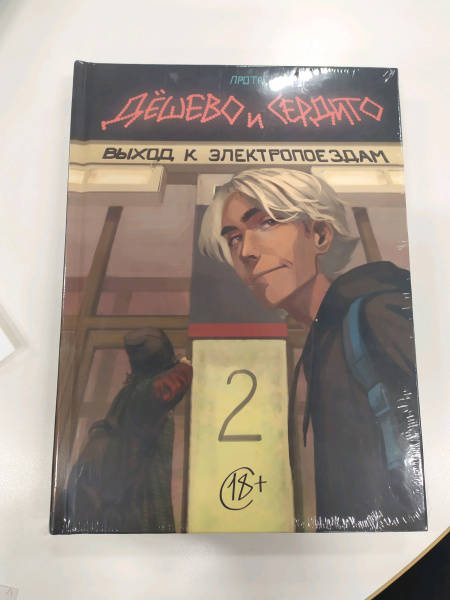 ДЁШЕВО и СЕРДИТО
ВЫХОД К ЭЛЕКТРОПОЕЗДАМ
2
18+